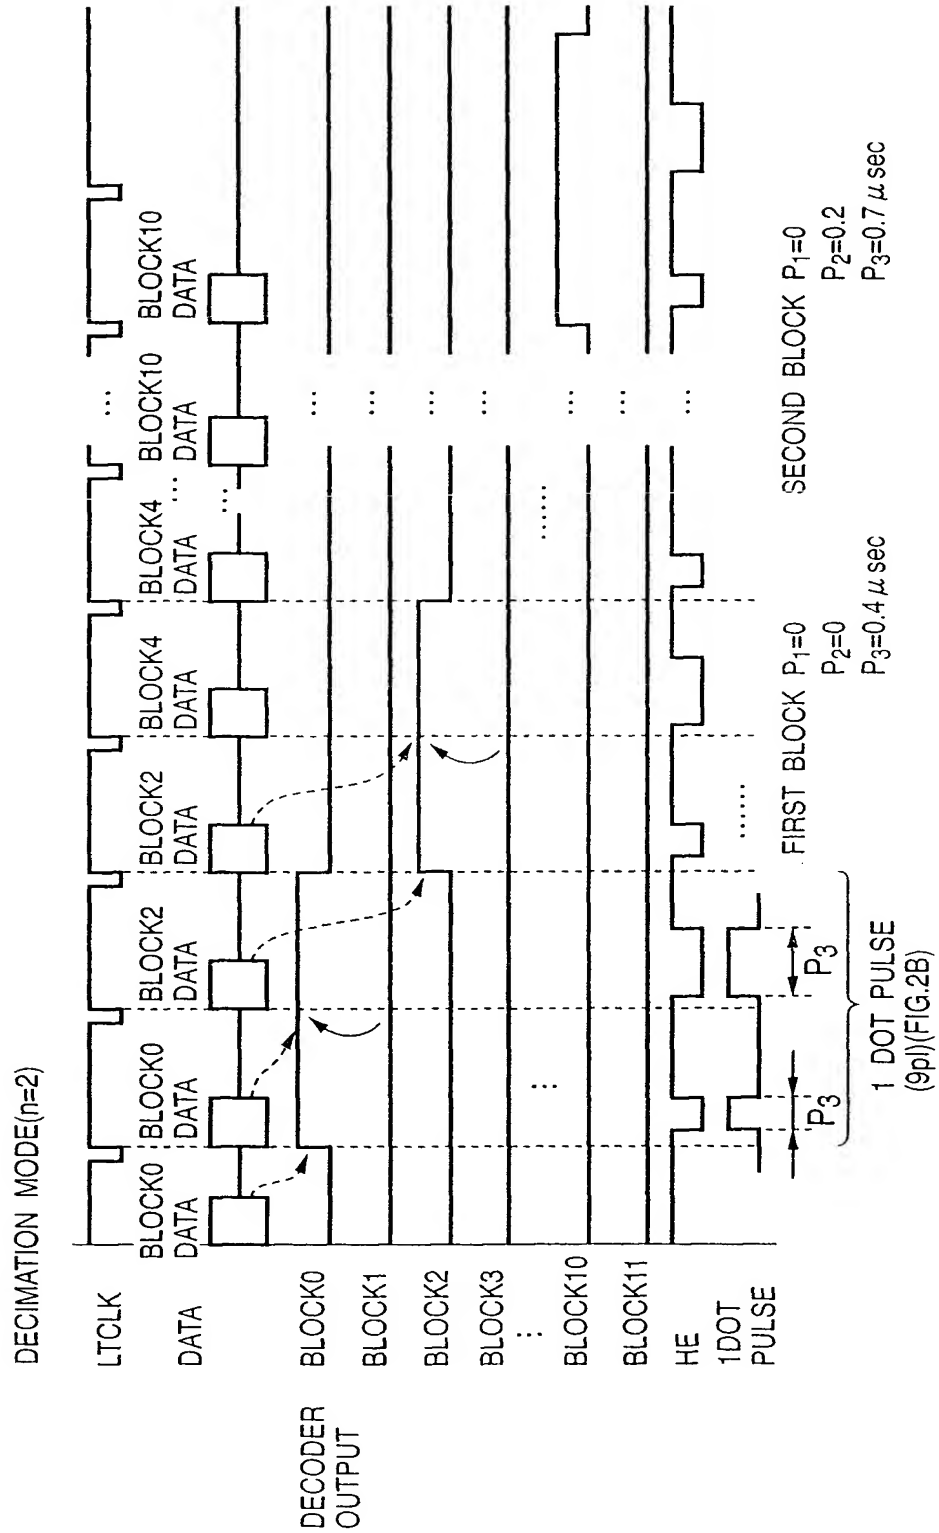 DECIMATION MODE(n=2)
LTCLK
...
DATA
BLOCK0
DATA
BLOCK0
DATA
BLOCK2
DATA
BLOCK2
DATA
BLOCK4
DATA
BLOCK4
DATA
...
...
BLOCK10
DATA
BLOCK10
DATA
DECODER
OUTPUT
BLOCK0
...
BLOCK1
...
BLOCK2
...
BLOCK3
...
...
...
......
BLOCK10
...
BLOCK11
...
HE
...
1DOT
PULSE
P3
P3
......
1 DOT PULSE
(9pl)(FIG.2B)
FIRST BLOCK P1=0
P2=0
P3=0.4 μsec
SECOND BLOCK P1=0
P2=0.2
P3=0.7 μsec